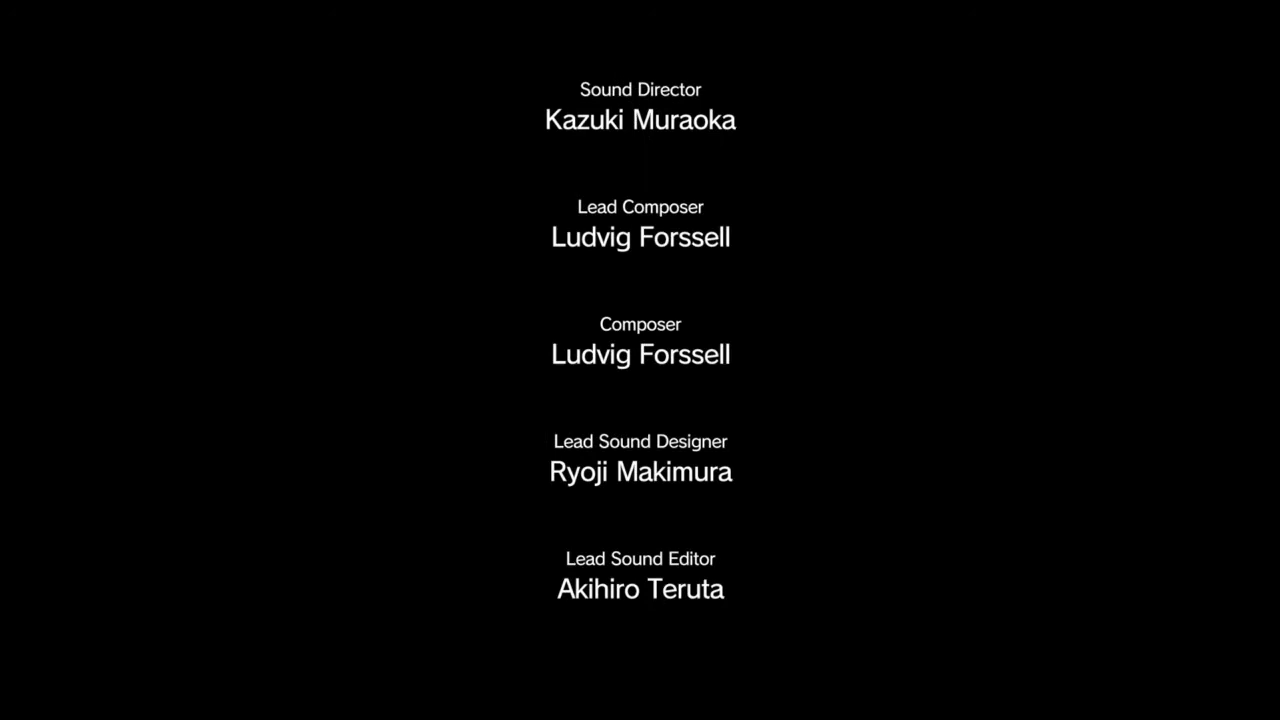 Sound Director
Kazuki Muraoka
Lead Composer
Ludvig Forssell
Composer
Ludvig Forssell
Lead Sound Designer
Ryoji Makimura
Lead Sound Editor
Akihiro Teruta